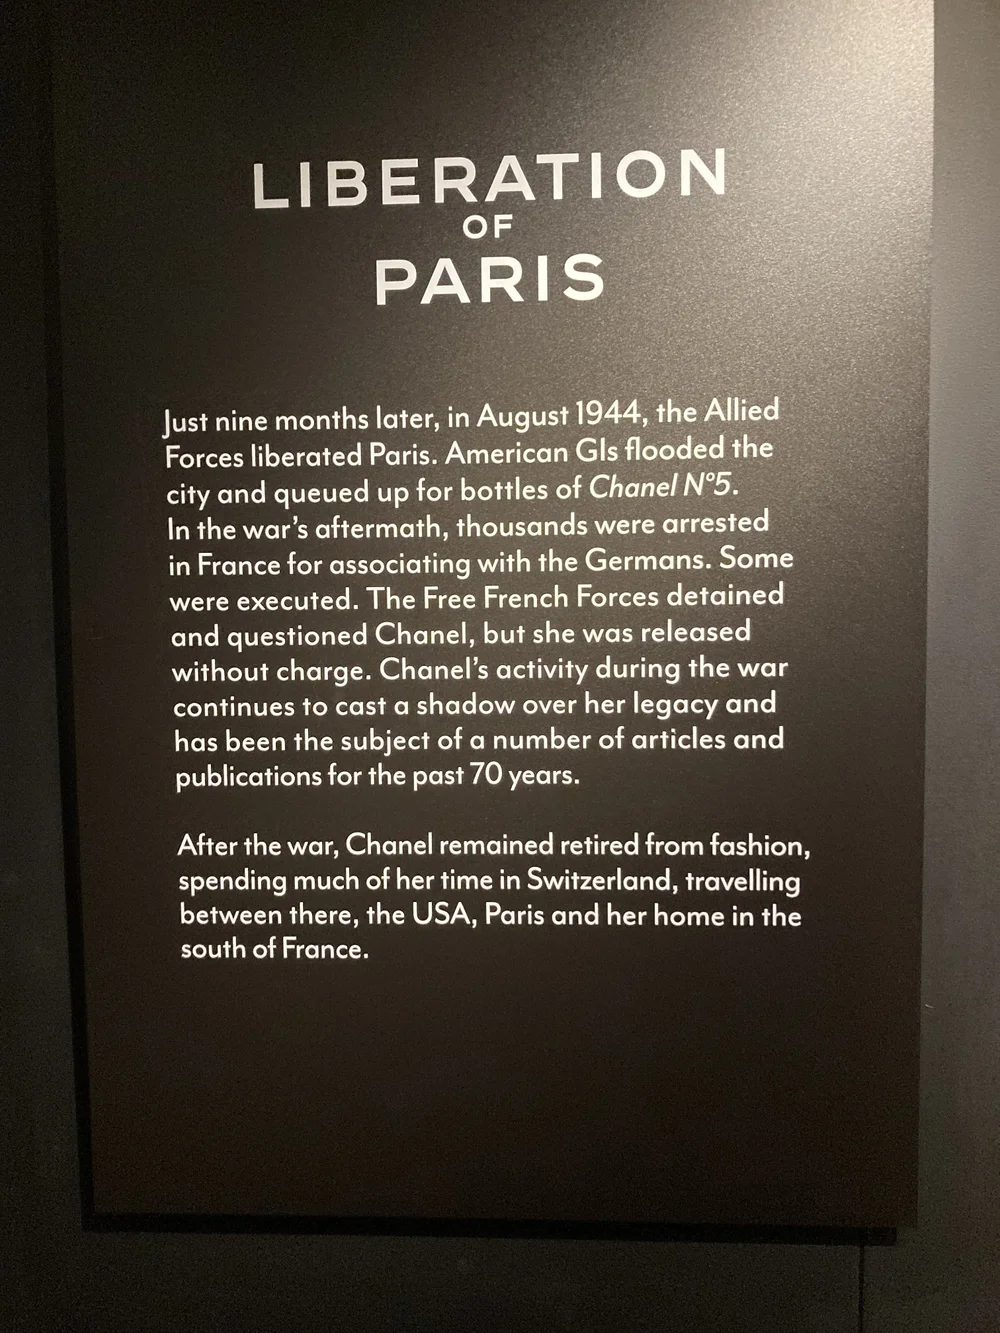 LIBERATION
OF
PARIS
Just nine months later, in August 1944, the Allied
Forces liberated Paris. American GIs flooded the
city and queued up for bottles of Chanel Nº5.
In the war’s aftermath, thousands were arrested
in France for associating with the Germans. Some
were executed. The Free French Forces detained
and questioned Chanel, but she was released
without charge. Chanel’s activity during the war
continues to cast a shadow over her legacy and
has been the subject of a number of articles and
publications for the past 70 years.
After the war, Chanel remained retired from fashion,
spending much of her time in Switzerland, travelling
between there, the USA, Paris and her home in the
south of France.